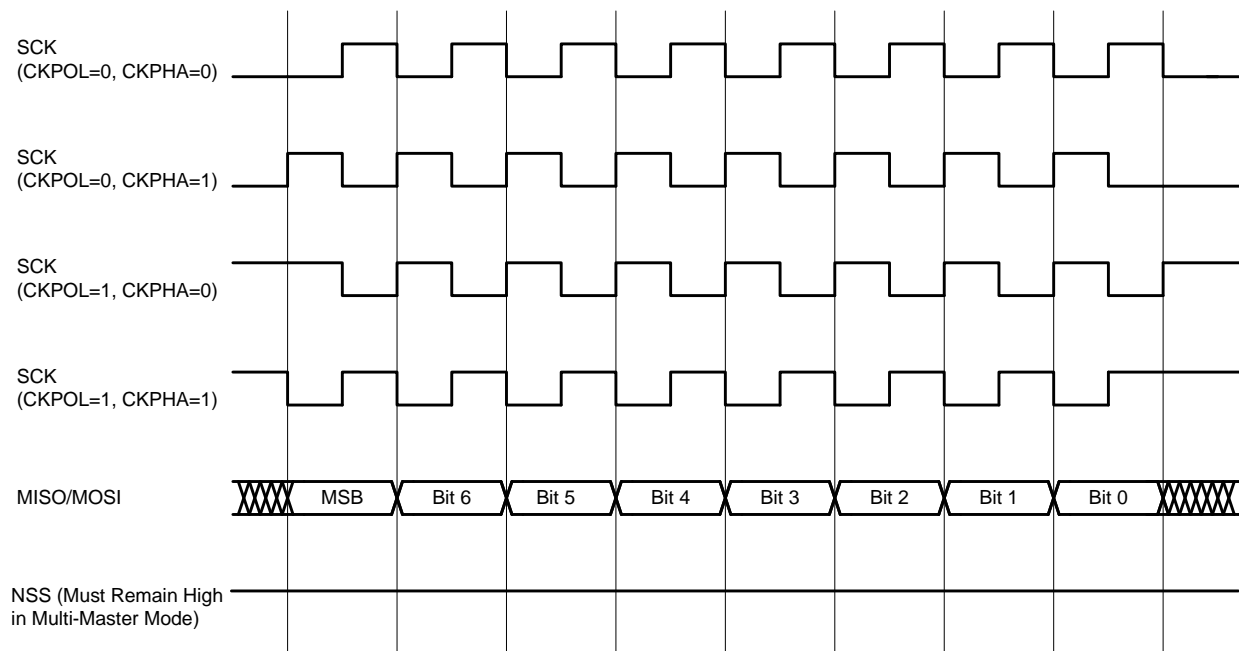 SCK
(CKPOL=0, CKPHA=0)
SCK
(CKPOL=0, CKPHA=1)
SCK
(CKPOL=1, CKPHA=0)
SCK
(CKPOL=1, CKPHA=1)
MISO/MOSI
MSB Bit 6 Bit 5 Bit 4 Bit 3 Bit 2 Bit 1 Bit 0
NSS (Must Remain High
in Multi-Master Mode)